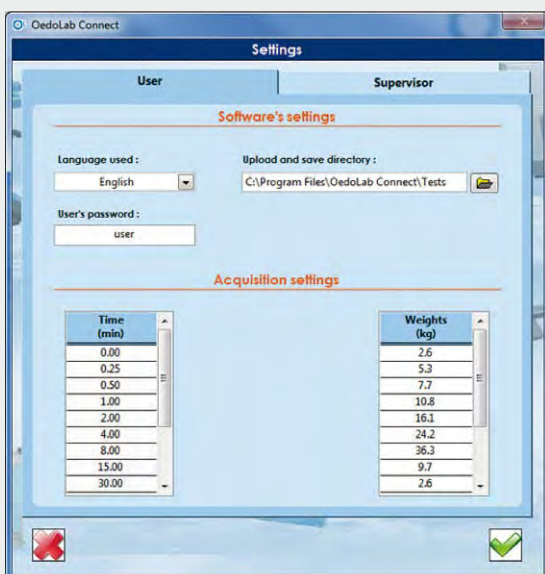 OedoLab Connect
Settings
User
Supervisor
Software's settings
Language used :
Upload and save directory :
English
C:\Program Files\OedoLab Connect\Tests
User's password :
user
Acquisition settings
Time
(min)
Weights
(kg)
0.00 2.6
0.25 5.3
0.50 7.7
1.00 10.8
2.00 16.1
4.00 24.2
8.00 36.3
15.00 9.7
30.00 2.6